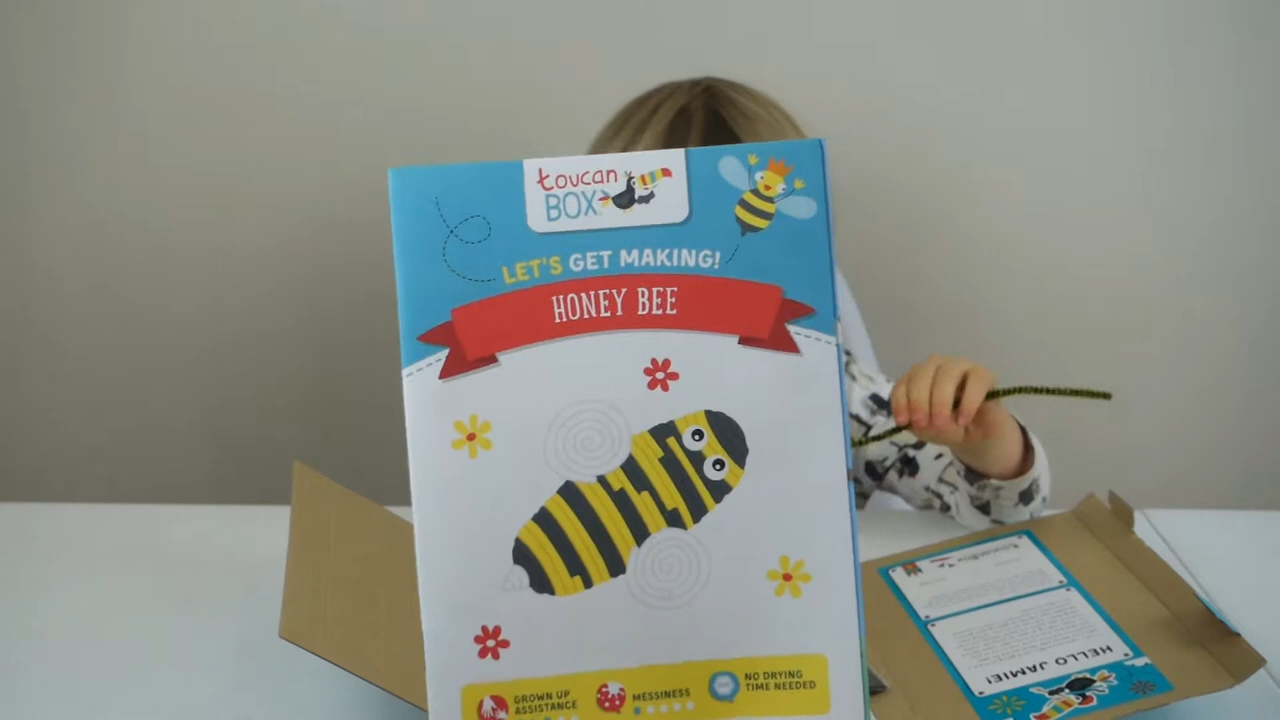 toucan
BOX
LET'S GET MAKING!
HONEY BEE
GROWN UP
ASSISTANCE
MESSINESS
NO DRYING
TIME NEEDED
HELLO JAMIE!